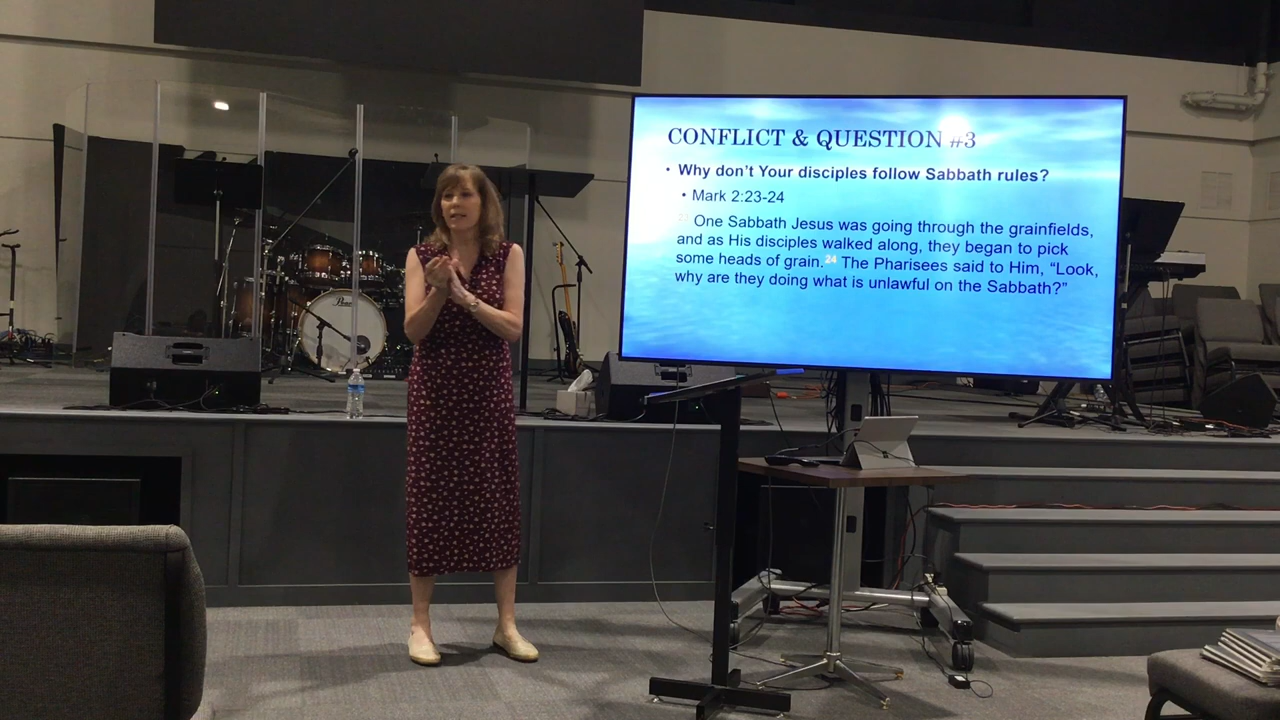 CONFLICT & QUESTION #3
• Why don't Your disciples follow Sabbath rules?
• Mark 2:23-24
23 One Sabbath Jesus was going through the grainfields,
and as His disciples walked along, they began to pick
some heads of grain. 24 The Pharisees said to Him, “Look,
why are they doing what is unlawful on the Sabbath?”
Pearl